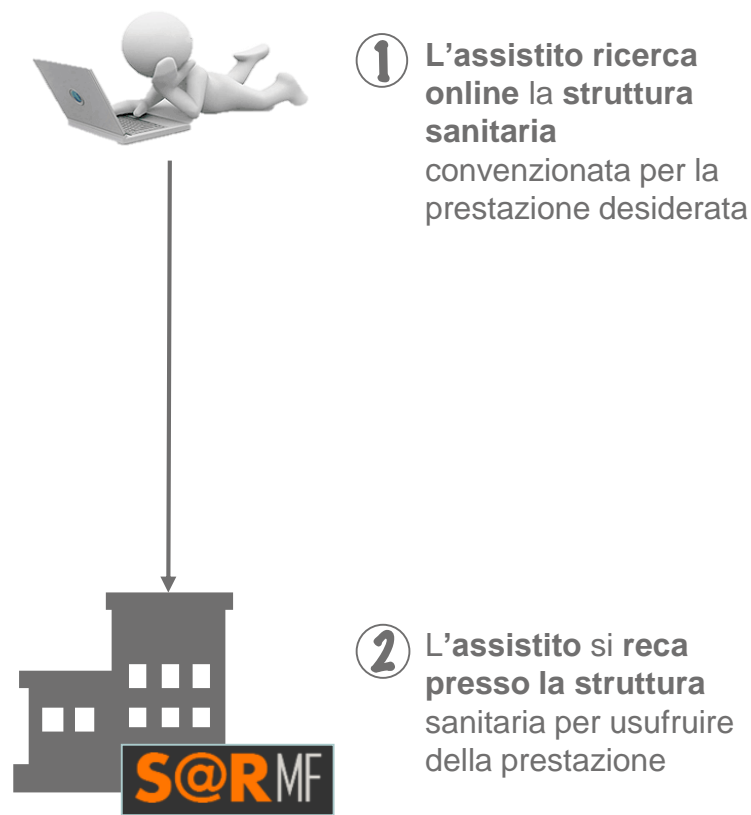 1 L’assistito ricerca
online la struttura
sanitaria
convenzionata per la
prestazione desiderata
2 L’assistito si reca
presso la struttura
sanitaria per usufruire
della prestazione
S@RMF